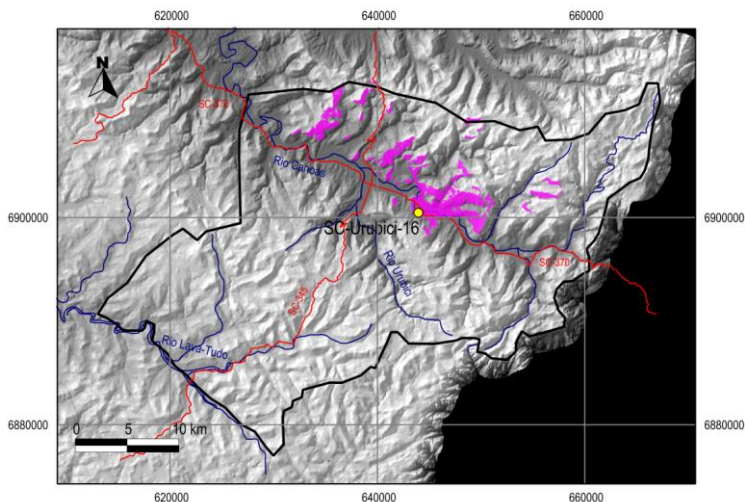 620000 640000 660000
N
SC-370
Rio Canoas
6900000 6900000
SC-Urubici-16
SC-370
Rio Urubici
SC-345
Rio Lava-Tudo
6880000 6880000
0 5 10 km
620000 640000 660000